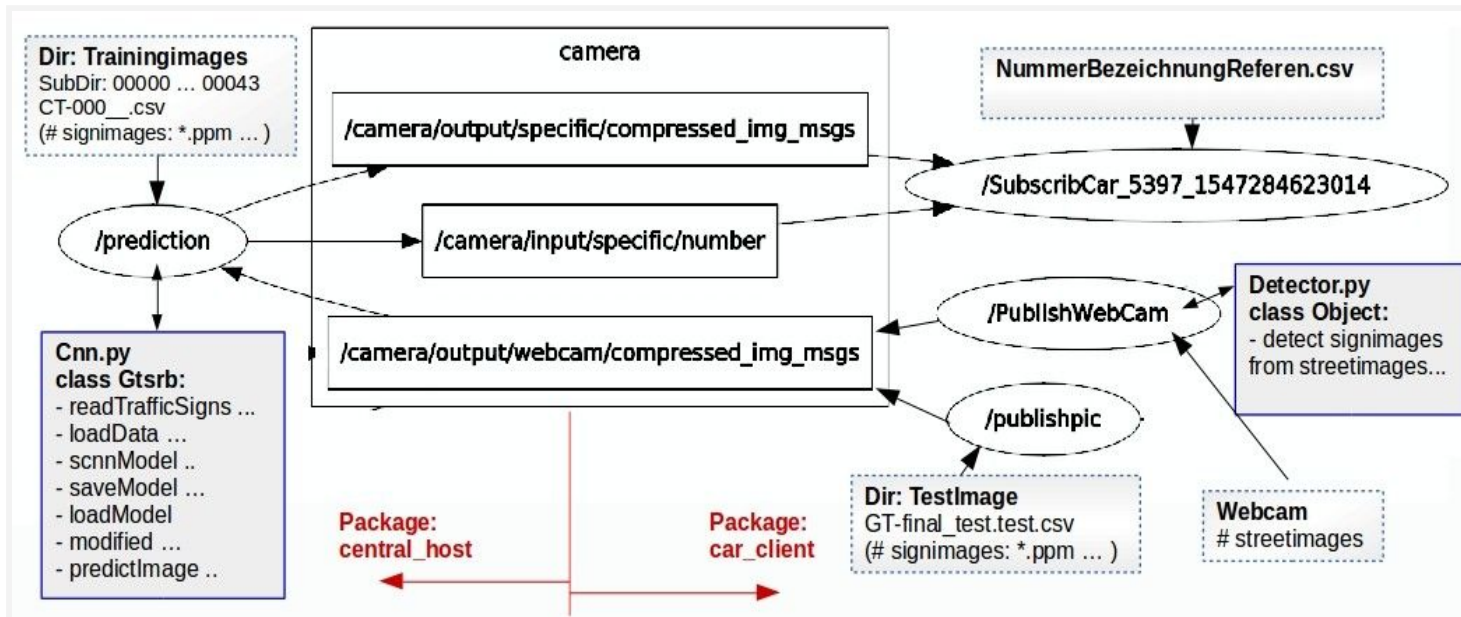 Dir: Trainingimages
SubDir: 00000 … 00043
CT-000__.csv
(# signimages: *.ppm … )
camera
/camera/output/specific/compressed_img_msgs
/camera/input/specific/number
/camera/output/webcam/compressed_img_msgs
NummerBezeichnungReferen.csv
/SubscribCar_5397_1547284623014
/prediction
/PublishWebCam
/publishpic
Detector.py
class Object:
- detect signimages
from streetimages...
Cnn.py
class Gtsrb:
- readTrafficSigns ...
- loadData …
- scnnModel ..
- saveModel …
- loadModel
- modified …
- predictImage ..
Package:
central_host
Package:
car_client
Dir: TestImage
GT-final_test.test.csv
(# signimages: *.ppm … )
Webcam
# streetimages